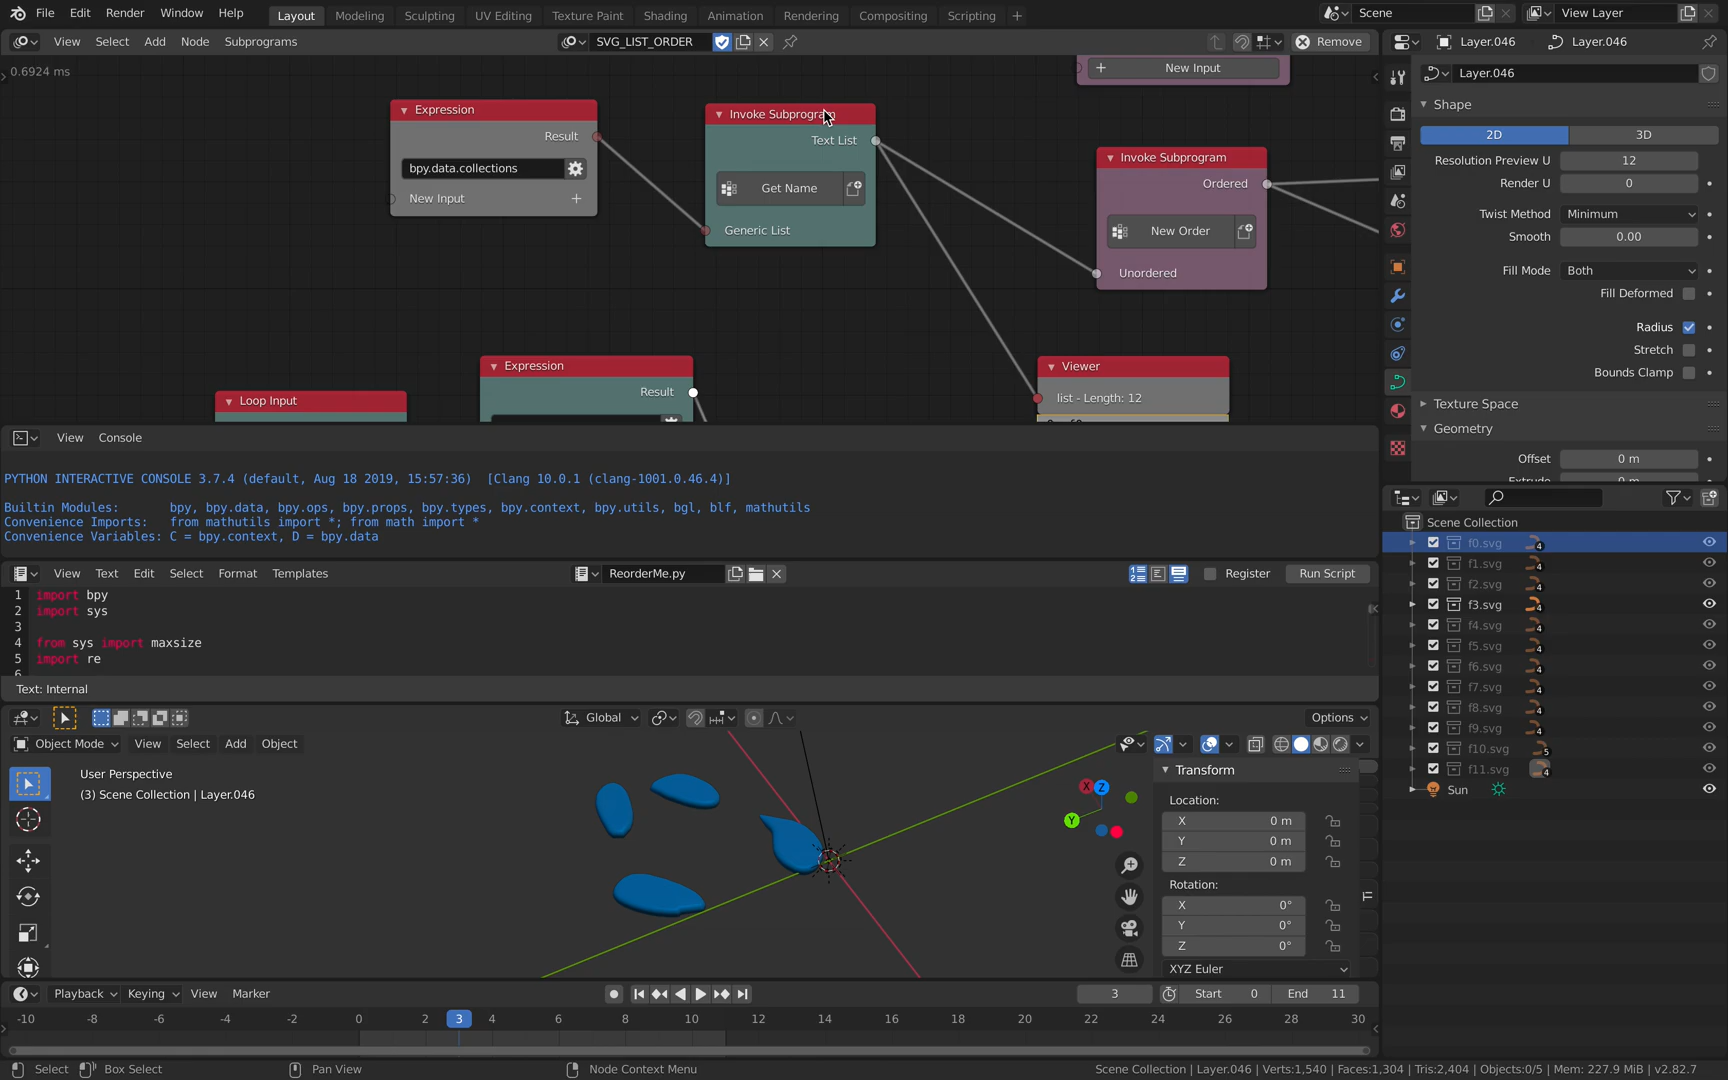 File Edit Render Window Help Layout Modeling Sculpting UV Editing Texture Paint Shading Animation Rendering Compositing Scripting + Scene View Layer
View Select Add Node Subprograms SVG_LIST_ORDER Remove Layer.046 Layer.046
0.6924 ms
New Input
Layer.046
Shape
2D 3D
Resolution Preview U 12
Render U 0
Twist Method Minimum
Smooth 0.00
Fill Mode Both
Fill Deformed
Radius
Stretch
Bounds Clamp
Texture Space
Geometry
Offset 0 m
Extrude 0 m
Expression
Result
bpy.data.collections
New Input +
Invoke Subprogram
Text List
Get Name
Generic List
Invoke Subprogram
Ordered
New Order
Unordered
Loop Input
Expression
Result
Viewer
list - Length: 12
View Console
PYTHON INTERACTIVE CONSOLE 3.7.4 (default, Aug 18 2019, 15:57:36) [Clang 10.0.1 (clang-1001.0.46.4)]
Builtin Modules: bpy, bpy.data, bpy.ops, bpy.props, bpy.types, bpy.context, bpy.utils, bgl, blf, mathutils
Convenience Imports: from mathutils import *; from math import *
Convenience Variables: C = bpy.context, D = bpy.data
View Text Edit Select Format Templates ReorderMe.py Register Run Script
1 import bpy
2 import sys
3
4 from sys import maxsize
5 import re
6
Text: Internal
Scene Collection
f0.svg 4
f1.svg 4
f2.svg 4
f3.svg 4
f4.svg 4
f5.svg 4
f6.svg 4
f7.svg 4
f8.svg 4
f9.svg 4
f10.svg 5
f11.svg 4
Sun
Global Options
Object Mode View Select Add Object
User Perspective
(3) Scene Collection | Layer.046
X Z
Y
Transform
Location:
X 0 m
Y 0 m
Z 0 m
Rotation:
X 0°
Y 0°
Z 0°
XYZ Euler
Playback Keying View Marker 3 Start 0 End 11
-10 -8 -6 -4 -2 0 2 3 4 6 8 10 12 14 16 18 20 22 24 26 28 30
Select Box Select Pan View Node Context Menu Scene Collection | Layer.046 | Verts:1,540 | Faces:1,304 | Tris:2,404 | Objects:0/5 | Mem: 227.9 MiB | v2.82.7